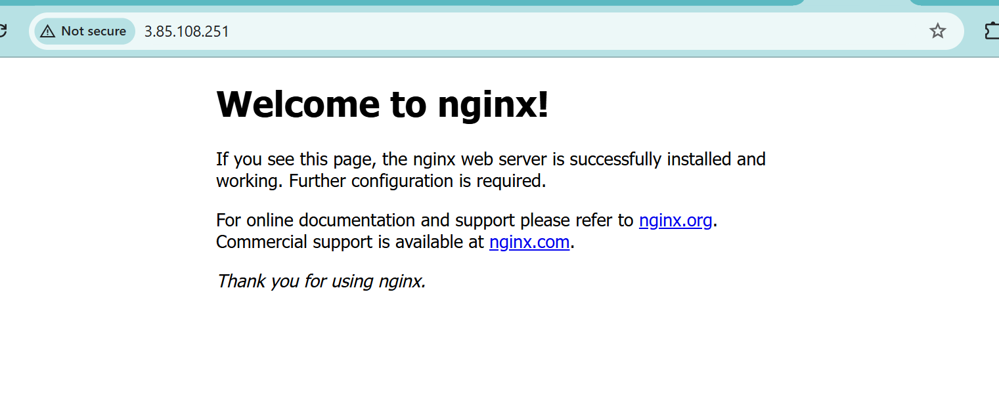 Not secure 3.85.108.251
Welcome to nginx!
If you see this page, the nginx web server is successfully installed and
working. Further configuration is required.
For online documentation and support please refer to nginx.org.
Commercial support is available at nginx.com.
Thank you for using nginx.